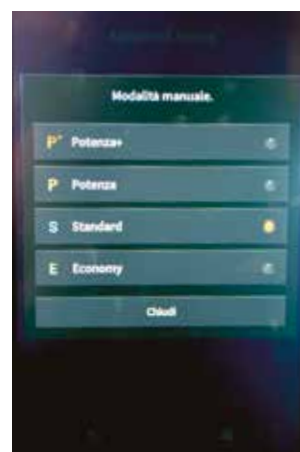 Modalità manuale.
P+ Potenza+
P Potenza
S Standard
E Economy
Chiudi